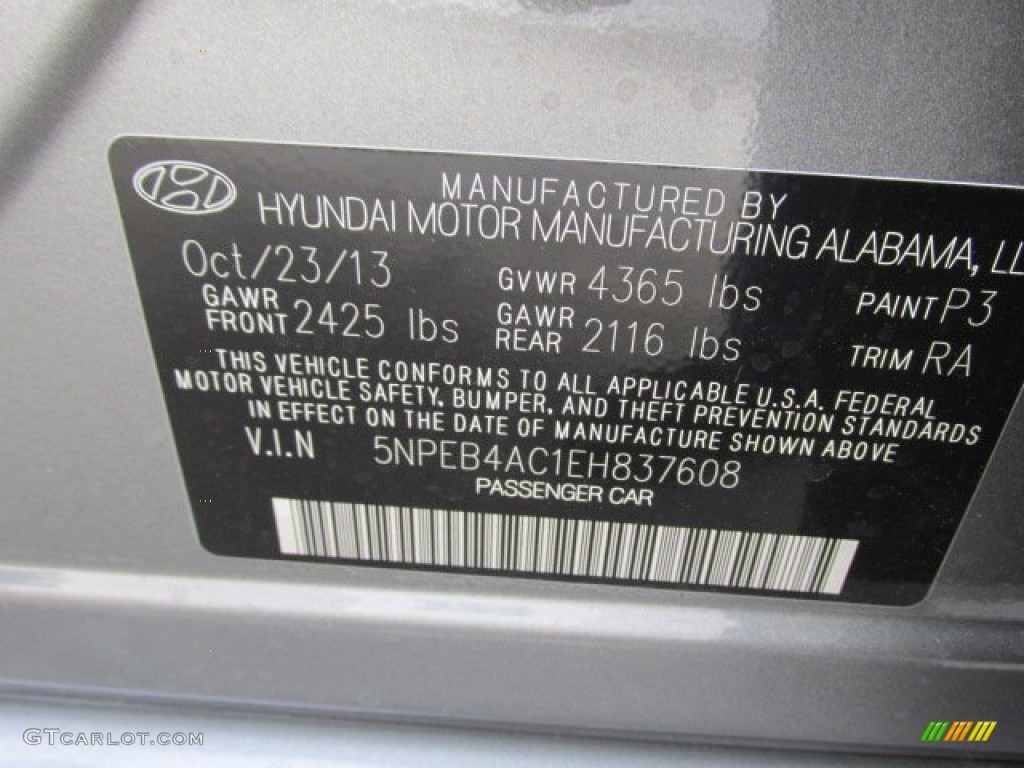 MANUFACTURED BY
HYUNDAI MOTOR MANUFACTURING ALABAMA, LL
Oct/23/13 GVWR 4365 lbs PAINT P3
GAWR FRONT 2425 lbs GAWR REAR 2116 lbs TRIM RA
THIS VEHICLE CONFORMS TO ALL APPLICABLE U.S.A. FEDERAL
MOTOR VEHICLE SAFETY, BUMPER, AND THEFT PREVENTION STANDARDS
IN EFFECT ON THE DATE OF MANUFACTURE SHOWN ABOVE
V.I.N 5NPEB4AC1EH837608
PASSENGER CAR
GTCARLOT.COM